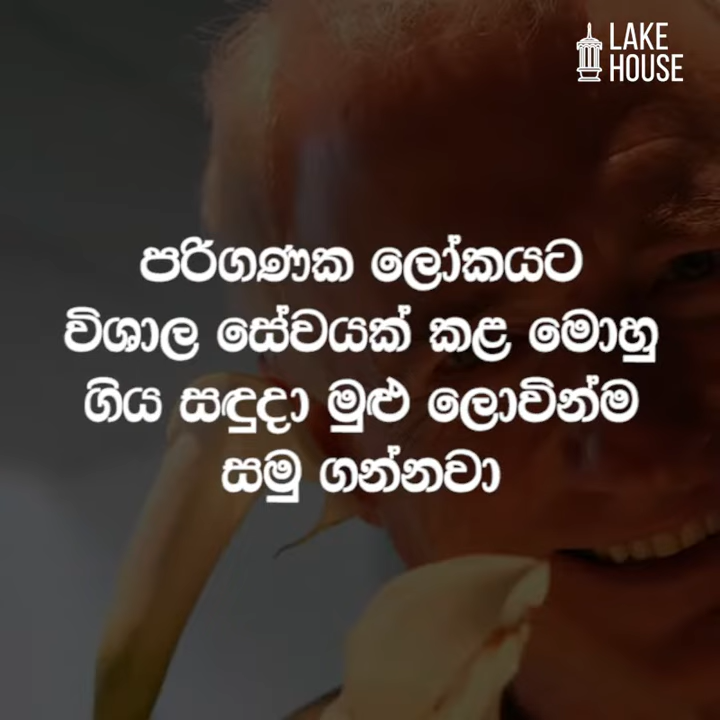 LAKE
HOUSE
පරිගණක ලෝකයට
විශාල සේවයක් කළ මොහු
ගිය සඳුදා මුළු ලොවින්ම
සමු ගන්නවා